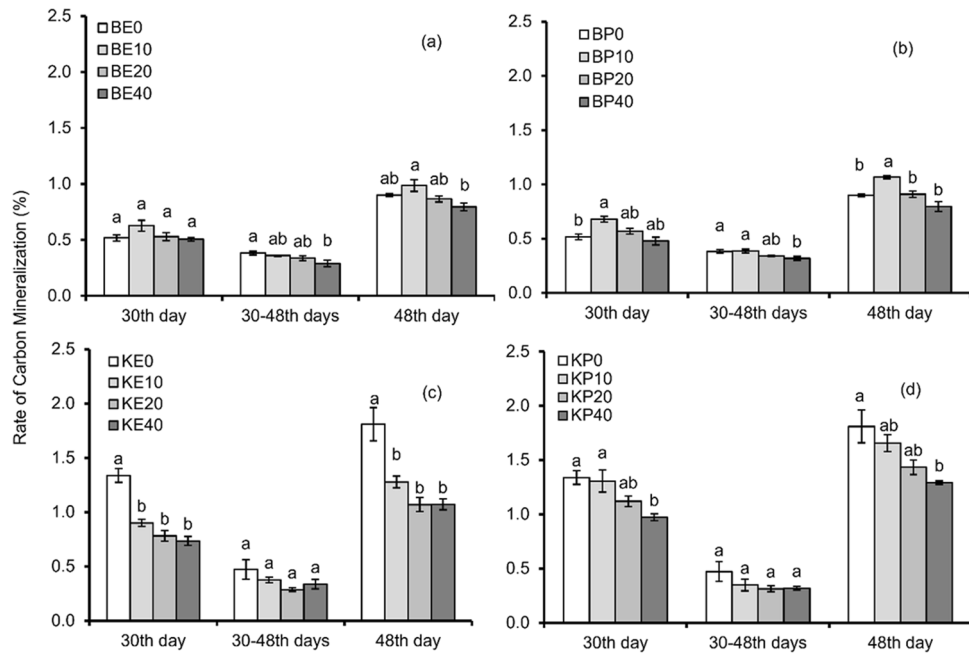 Rate of Carbon Mineralization (%)
2.5
2.0
1.5
1.0
0.5
0.0
BE0
BE10
BE20
BE40
(a)
a a a a
a ab ab b
ab a ab b
30th day 30-48th days 48th day
2.5
2.0
1.5
1.0
0.5
0.0
BP0
BP10
BP20
BP40
(b)
b a ab ab
a a ab b
b a b b
30th day 30-48th days 48th day
2.5
2.0
1.5
1.0
0.5
0.0
KE0
KE10
KE20
KE40
(c)
a b b b
a a a a
a b b b
30th day 30-48th days 48th day
2.5
2.0
1.5
1.0
0.5
0.0
KP0
KP10
KP20
KP40
(d)
a a ab b
a a a a
a ab ab b
30th day 30-48th days 48th day